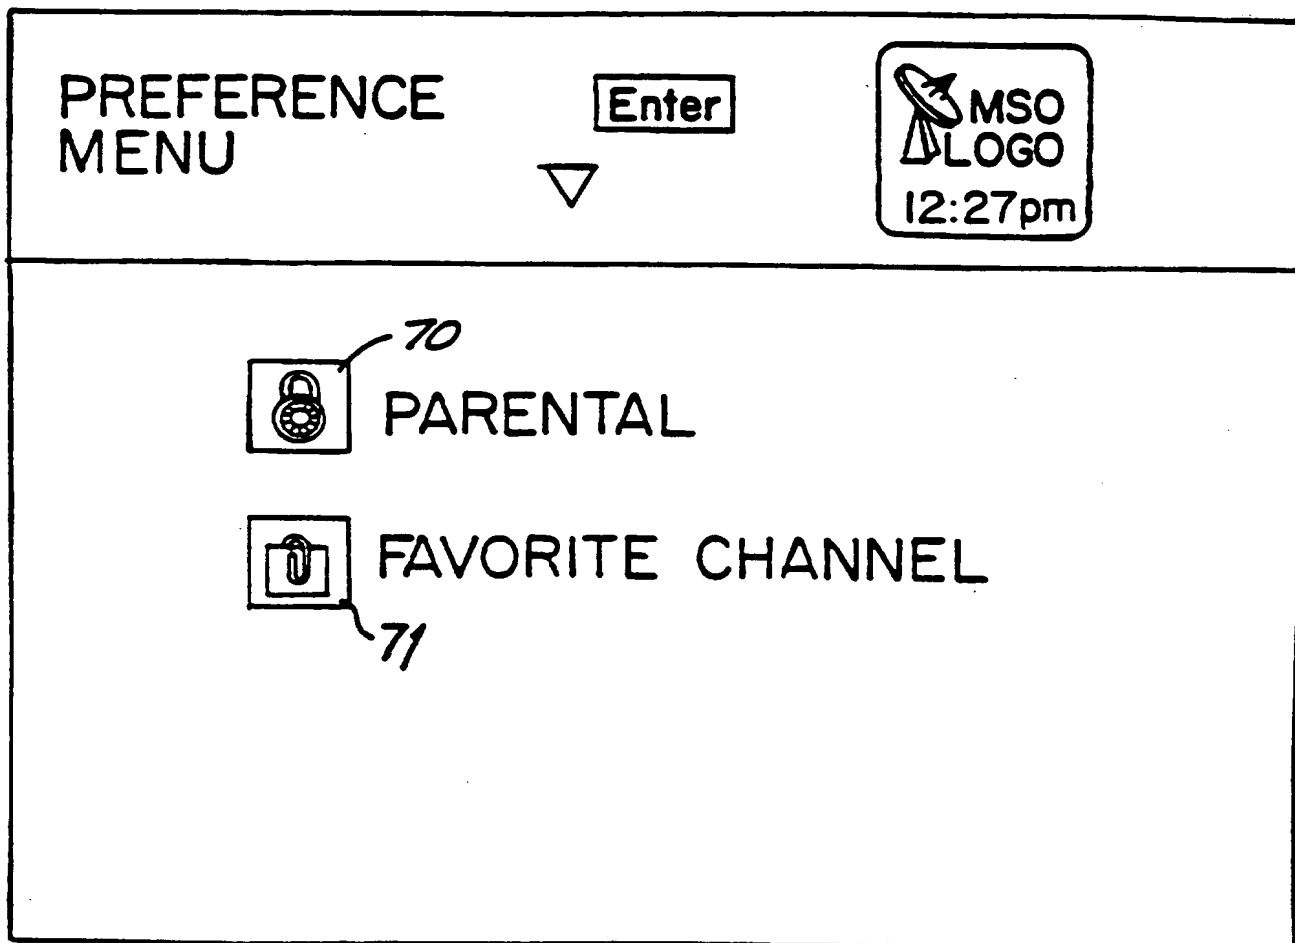 PREFERENCE
MENU
Enter
MSO
LOGO
12:27pm
70
PARENTAL
FAVORITE CHANNEL
71